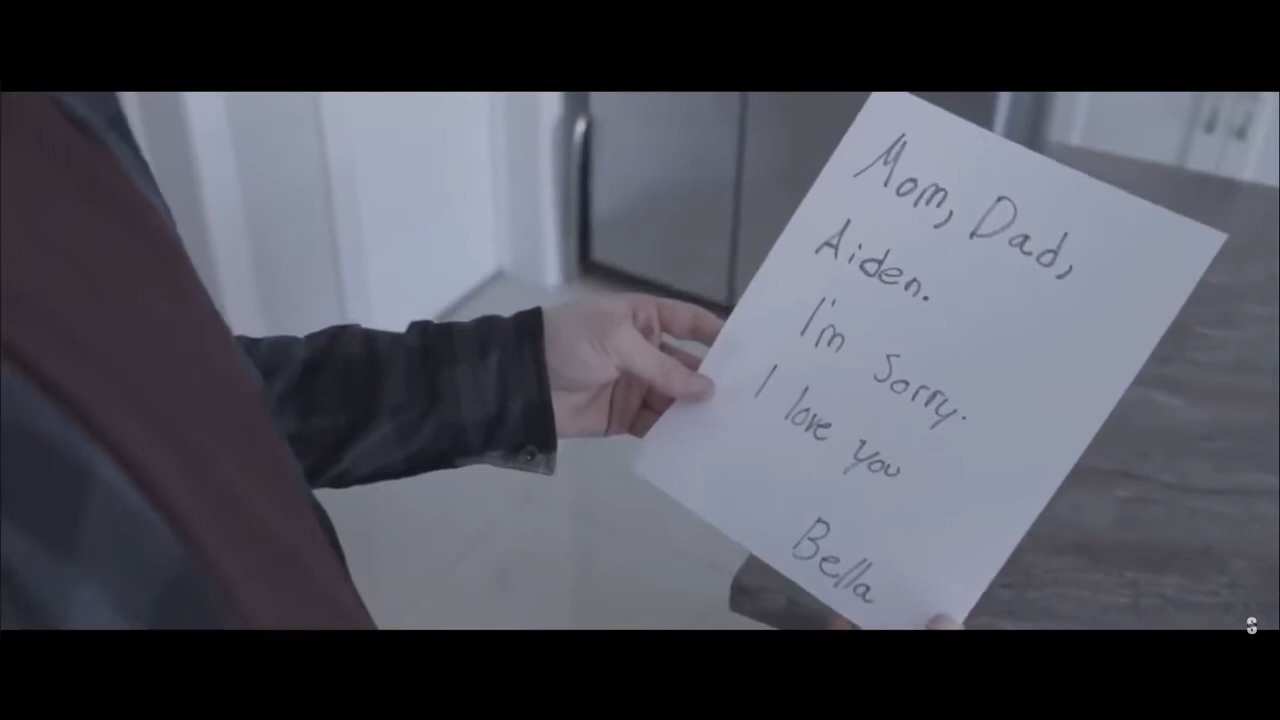 Mom, Dad,
Aiden.
I'm sorry.
I love you
Bella
S